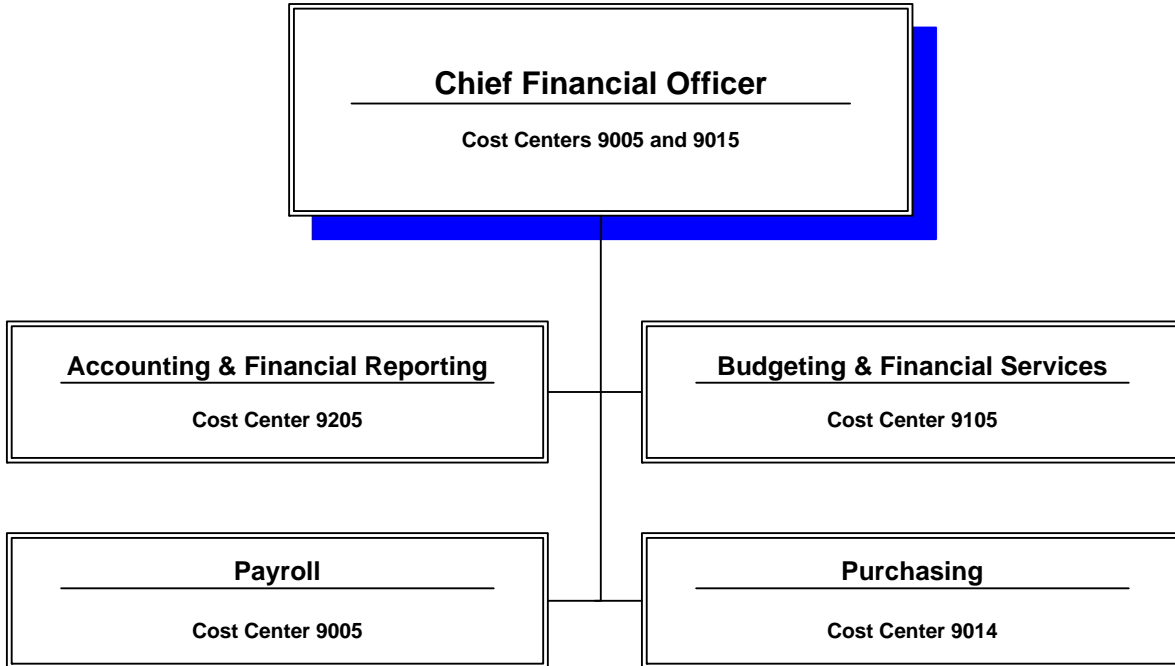 Chief Financial Officer
Cost Centers 9005 and 9015
Accounting & Financial Reporting
Cost Center 9205
Budgeting & Financial Services
Cost Center 9105
Payroll
Cost Center 9005
Purchasing
Cost Center 9014